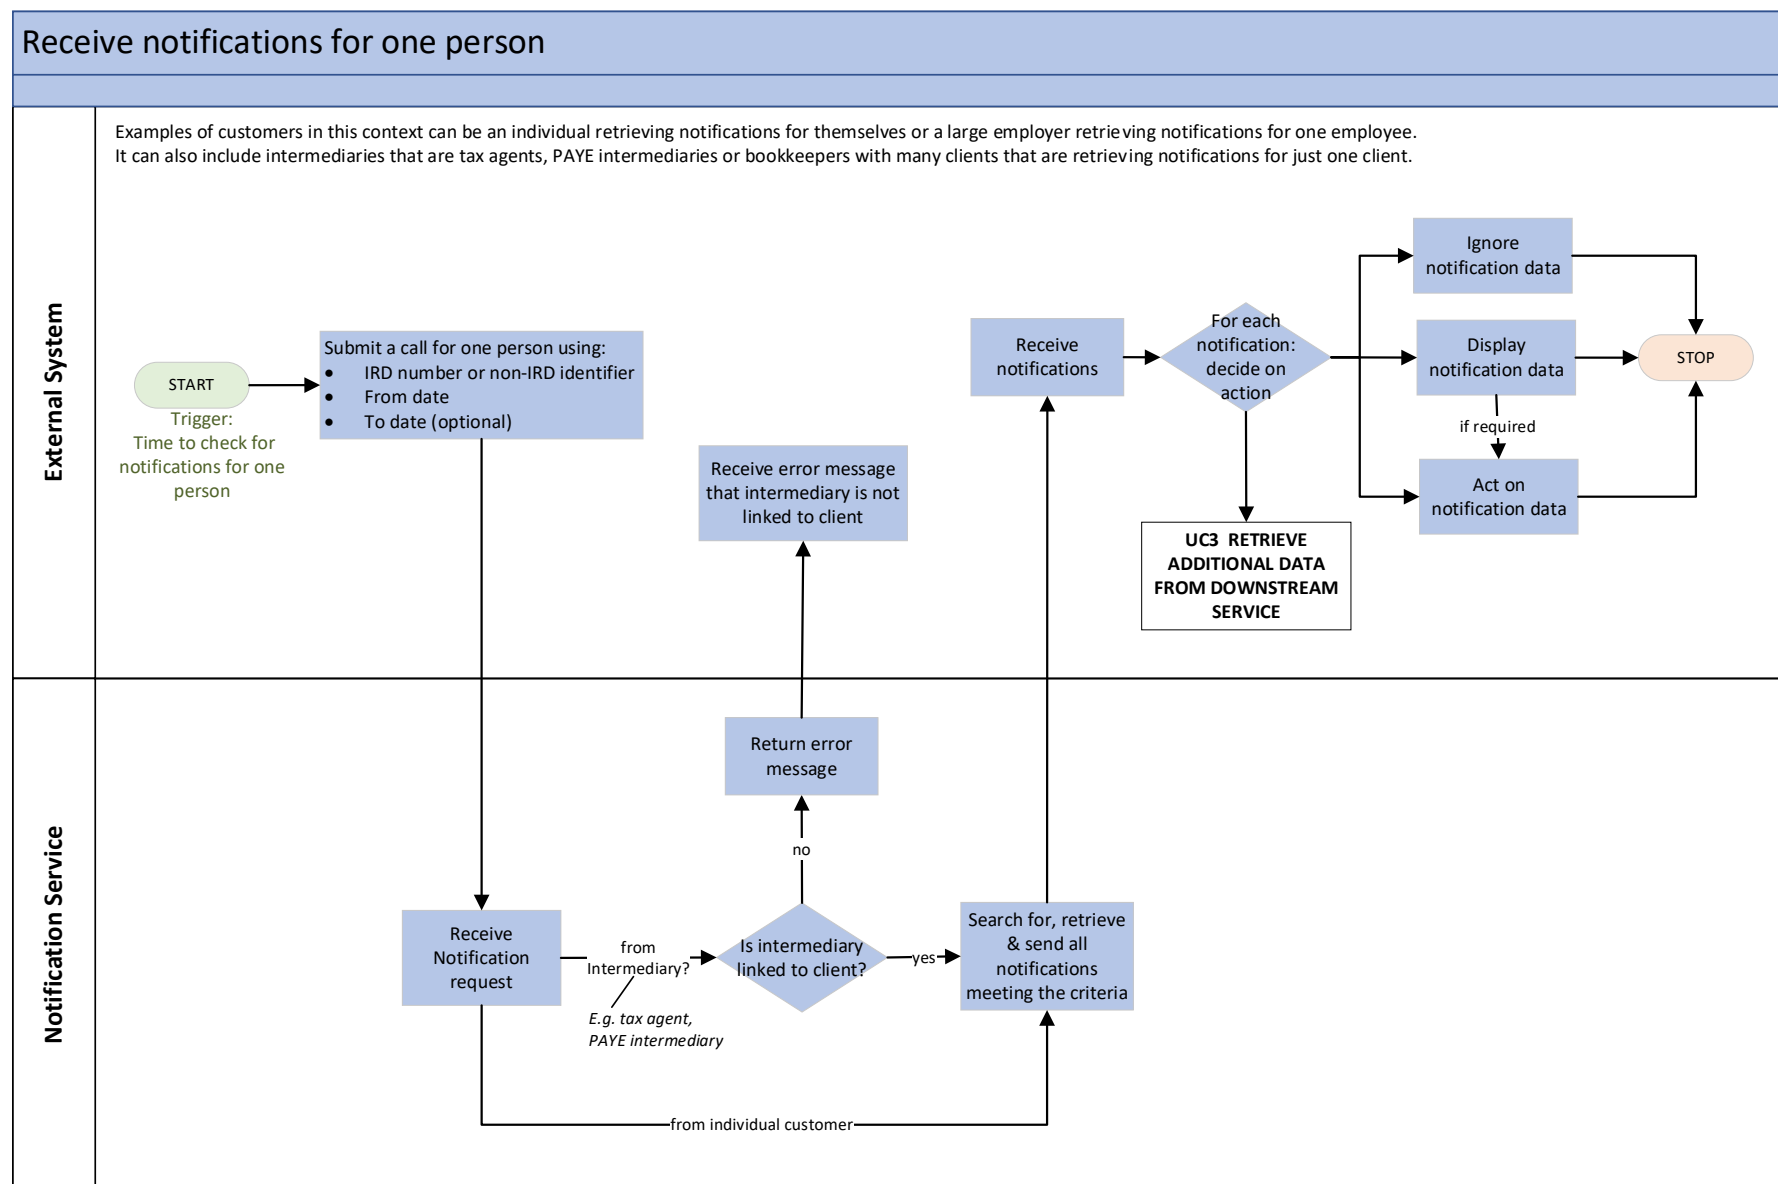 Receive notifications for one person
Examples of customers in this context can be an individual retrieving notifications for themselves or a large employer retrieving notifications for one employee.
It can also include intermediaries that are tax agents, PAYE intermediaries or bookkeepers with many clients that are retrieving notifications for just one client.
External System
START
Trigger:
Time to check for
notifications for one
person
Submit a call for one person using:
• IRD number or non-IRD identifier
• From date
• To date (optional)
Receive error message
that intermediary is not
linked to client
Receive
notifications
For each
notification:
decide on
action
UC3 RETRIEVE
ADDITIONAL DATA
FROM DOWNSTREAM
SERVICE
Ignore
notification data
Display
notification data
if required
Act on
notification data
STOP
Notification Service
Return error
message
no
Receive
Notification
request
from
Intermediary?
E.g. tax agent,
PAYE intermediary
Is intermediary
linked to client?
yes
Search for, retrieve
& send all
notifications
meeting the criteria
from individual customer